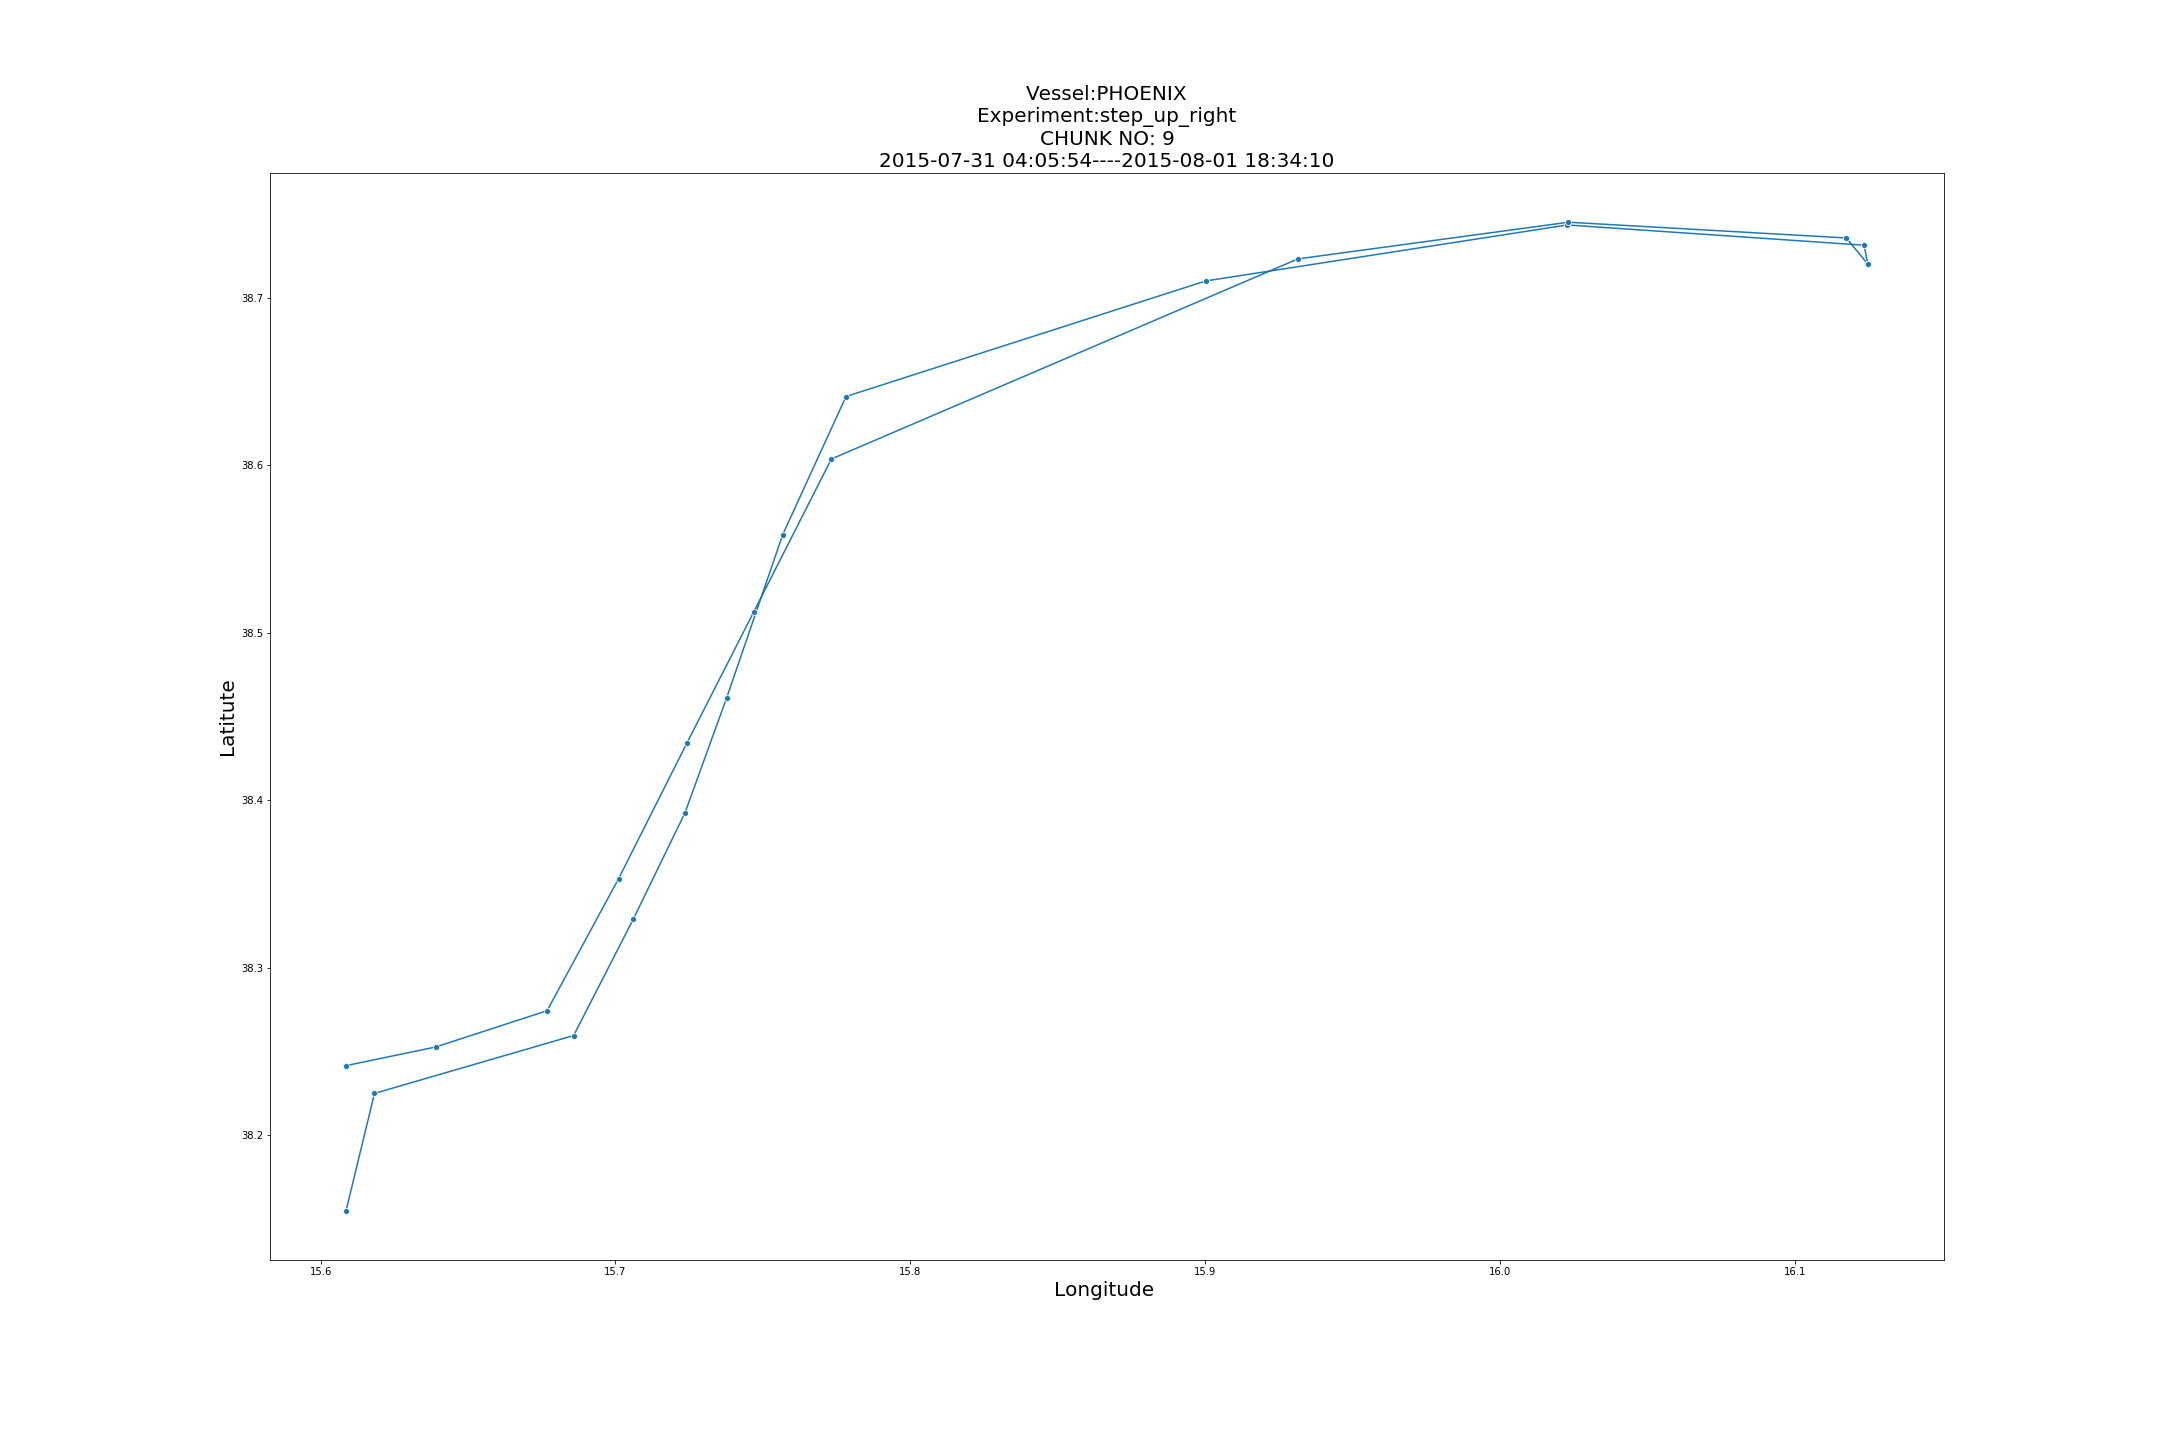 Vessel:PHOENIX
Experiment:step_up_right
CHUNK NO: 9
2015-07-31 04:05:54----2015-08-01 18:34:10
38.7
38.6
38.5
38.4
38.3
38.2
Latitute
15.6 15.7 15.8 15.9 16.0 16.1
Longitude